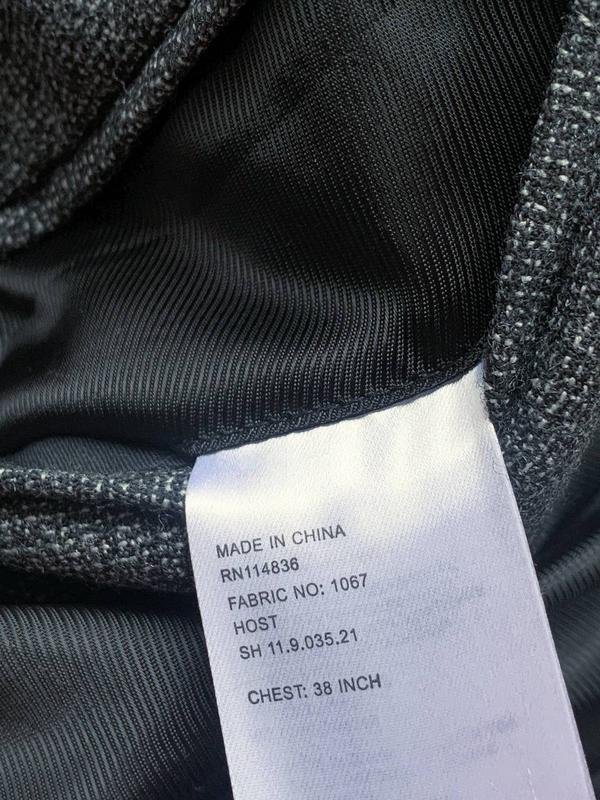 MADE IN CHINA
RN114836
FABRIC NO: 1067
HOST
SH 11.9.035.21
CHEST: 38 INCH